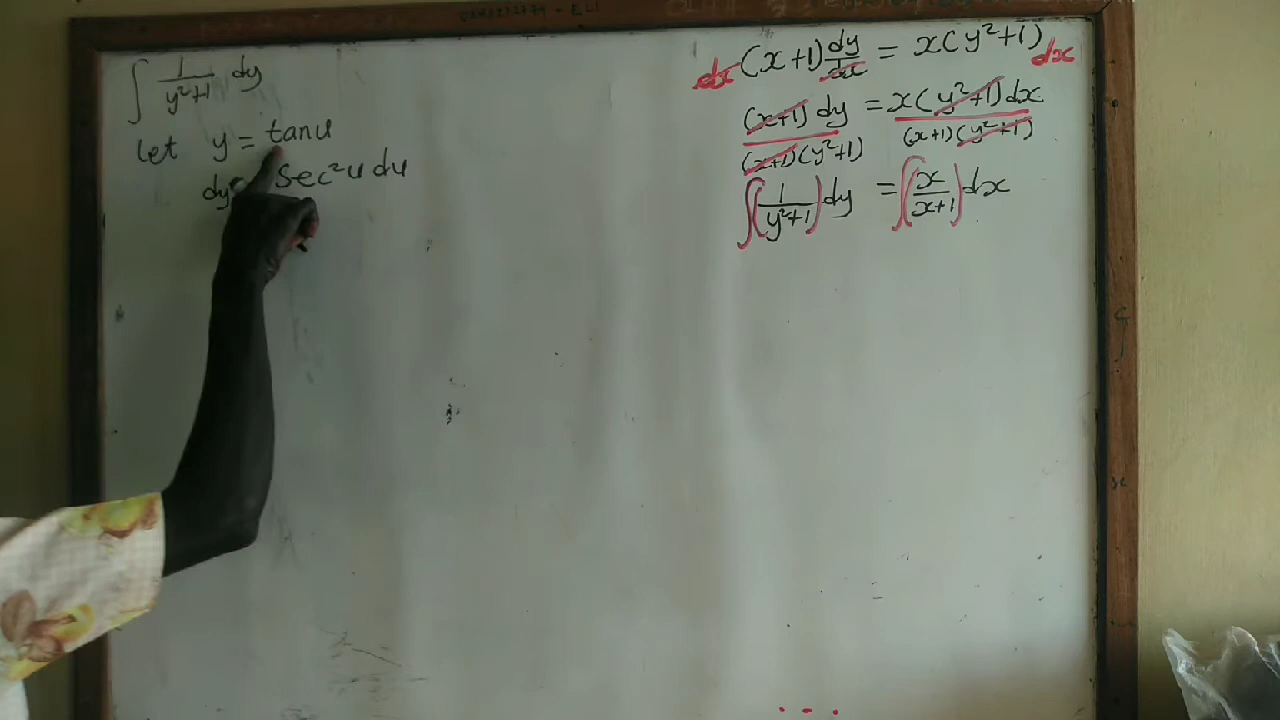 ∫ 1/(y²+1) dy
let y = tanu
dy sec²u du
dx (x+1) dy/dx = x(y²+1) dx
(x+1) dy / (x+1)(y²+1) = x(y²+1)dx / (x+1)(y²+1)
∫(1/(y²+1)) dy = ∫(x/(x+1)) dx